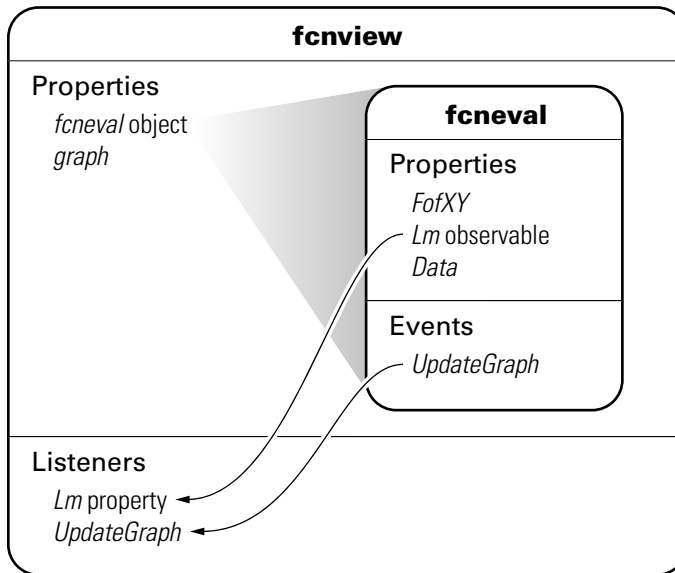 fcnview
Properties
fcneval object
graph
fcneval
Properties
FofXY
Lm observable
Data
Events
UpdateGraph
Listeners
Lm property
UpdateGraph